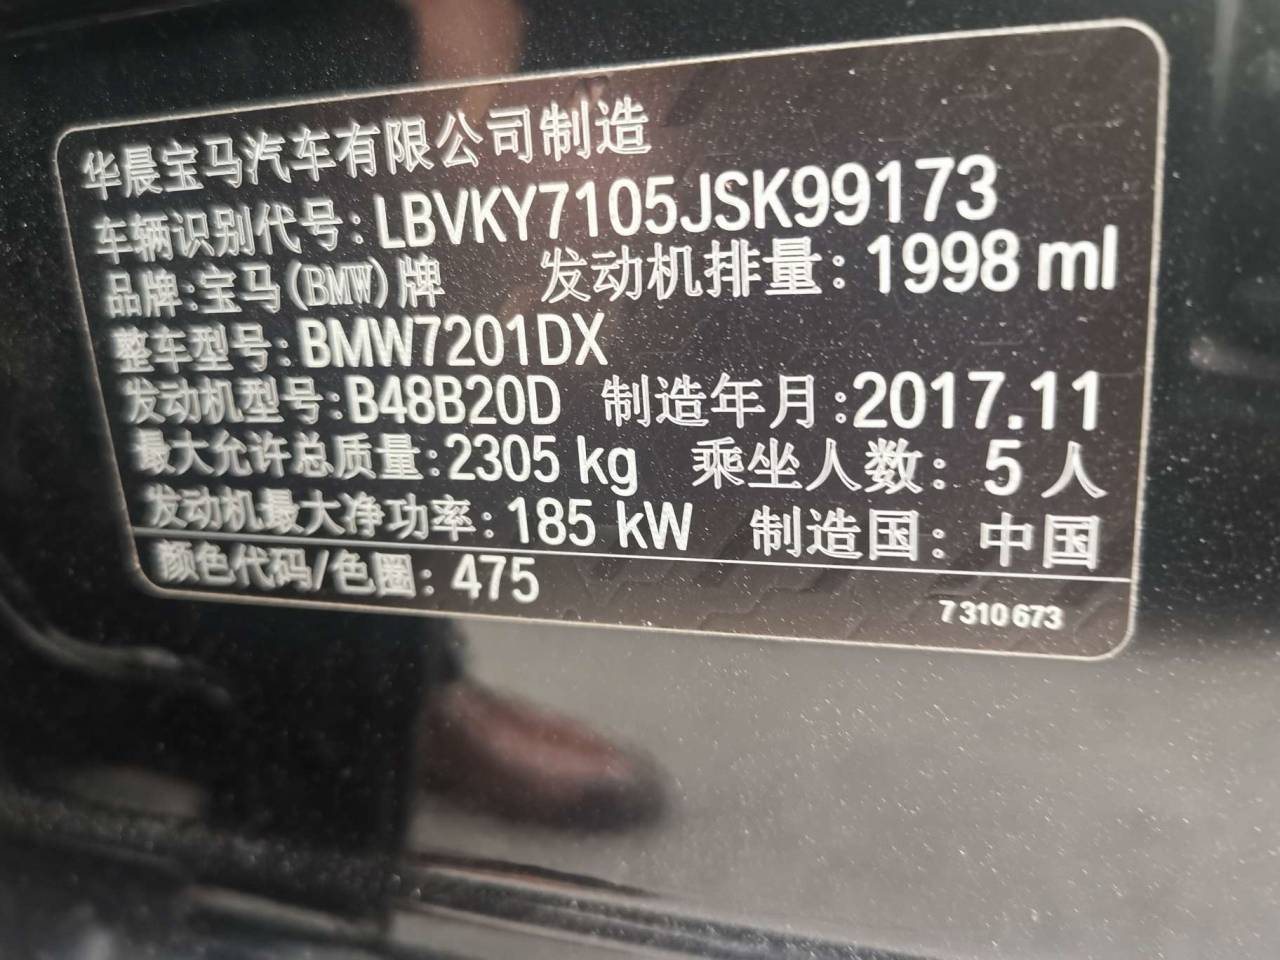 华晨宝马汽车有限公司制造
车辆识别代号: LBVKY7105JSK99173
品牌:宝马(BMW)牌 发动机排量: 1998 ml
整车型号: BMW7201DX
发动机型号: B48B20D 制造年月:2017.11
最大允许总质量: 2305 kg 乘坐人数: 5 人
发动机最大净功率: 185 kW 制造国: 中国
颜色代码/色圈: 475
7 310 673